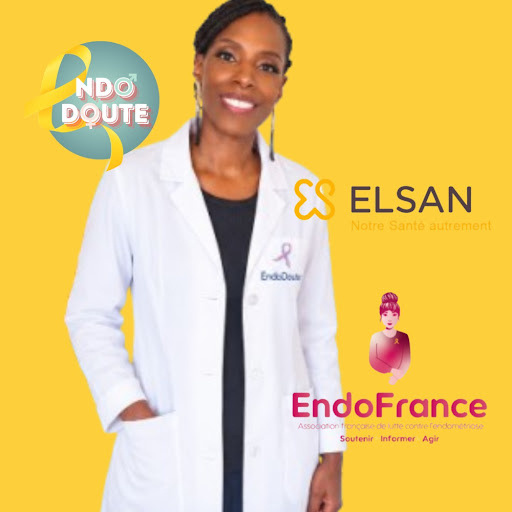 ENDO
DOUTE
ELSAN
Notre Santé autrement
EndoDoute
EndoFrance
Association française de lutte contre l'endométriose
Soutenir Informer Agir